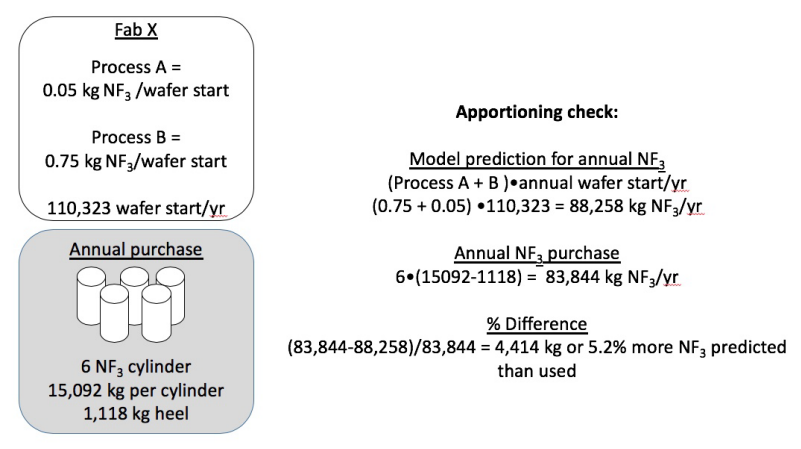 Fab X
Process A =
0.05 kg NF₃ /wafer start
Process B =
0.75 kg NF₃/wafer start
110,323 wafer start/yr
Annual purchase
6 NF₃ cylinder
15,092 kg per cylinder
1,118 kg heel
Apportioning check:
Model prediction for annual NF₃
(Process A + B )•annual wafer start/yr
(0.75 + 0.05) •110,323 = 88,258 kg NF₃/yr
Annual NF₃ purchase
6•(15092-1118) = 83,844 kg NF₃/yr
% Difference
(83,844-88,258)/83,844 = 4,414 kg or 5.2% more NF₃ predicted
than used